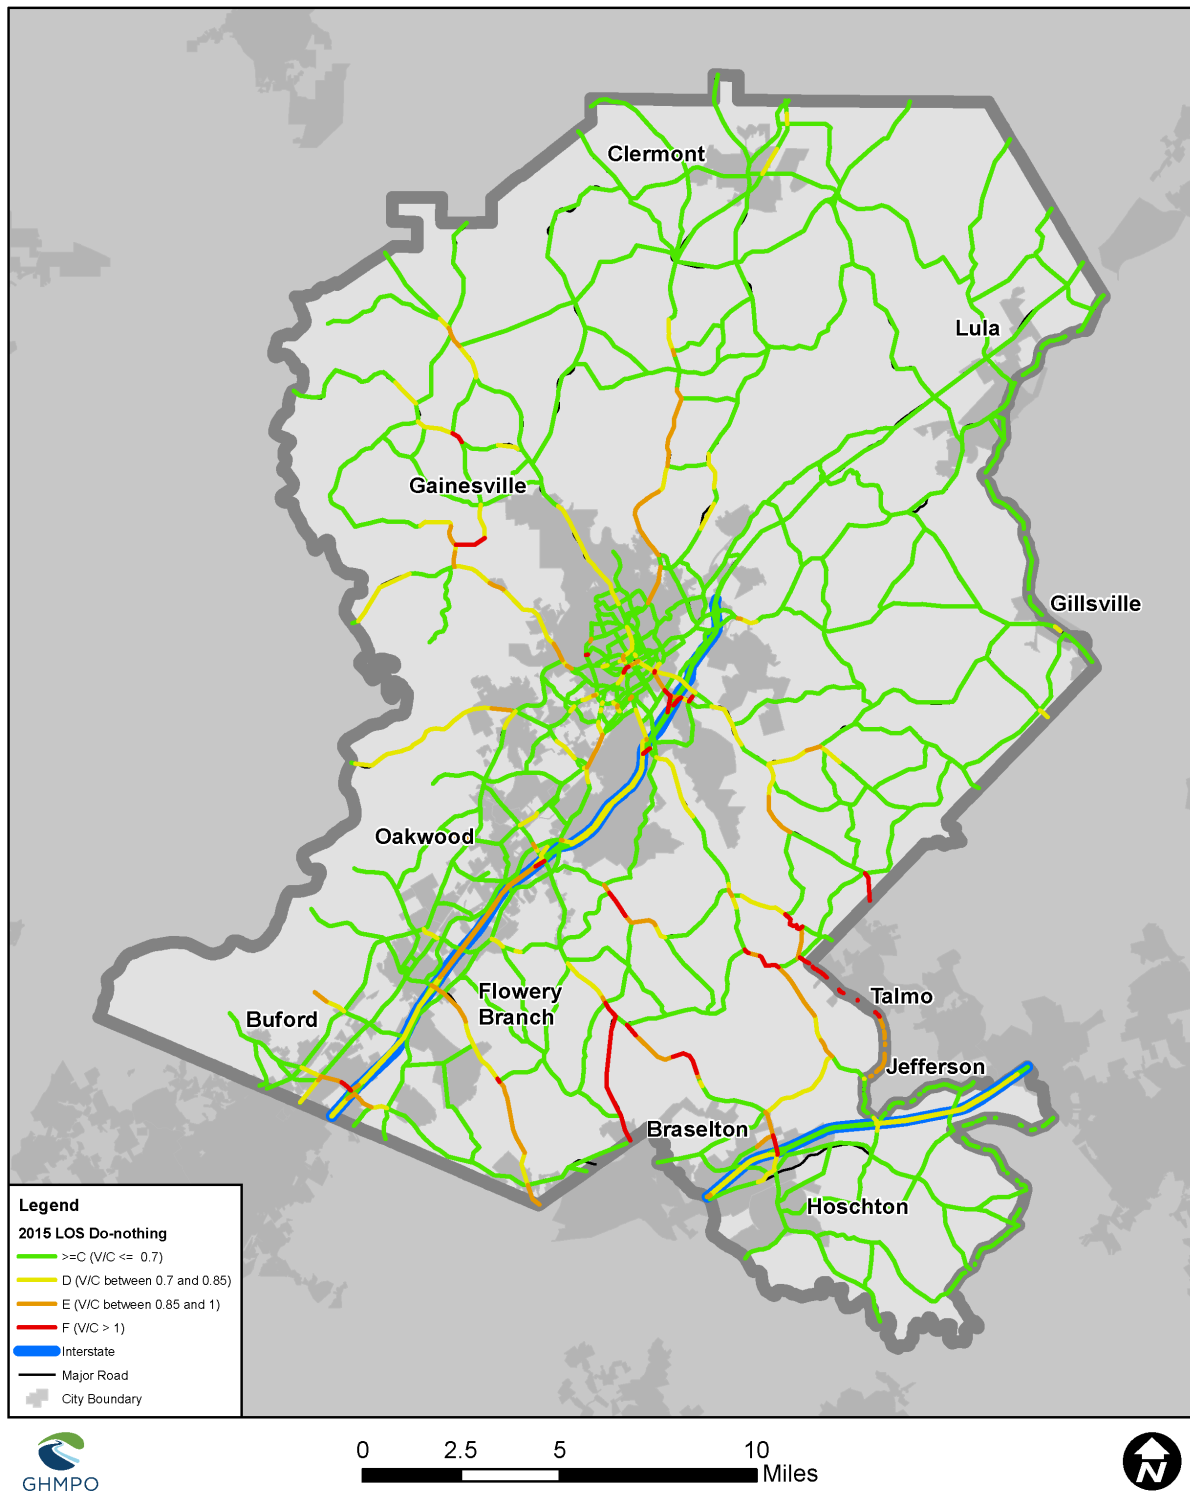 Clermont
Lula
Gainesville
Gillsville
Oakwood
Flowery
Branch
Talmo
Buford
Jefferson
Braselton
Hoschton
Legend
2015 LOS Do-nothing
>=C (V/C <= 0.7)
D (V/C between 0.7 and 0.85)
E (V/C between 0.85 and 1)
F (V/C > 1)
Interstate
Major Road
City Boundary
GHMPO
0 2.5 5 10
Miles
N